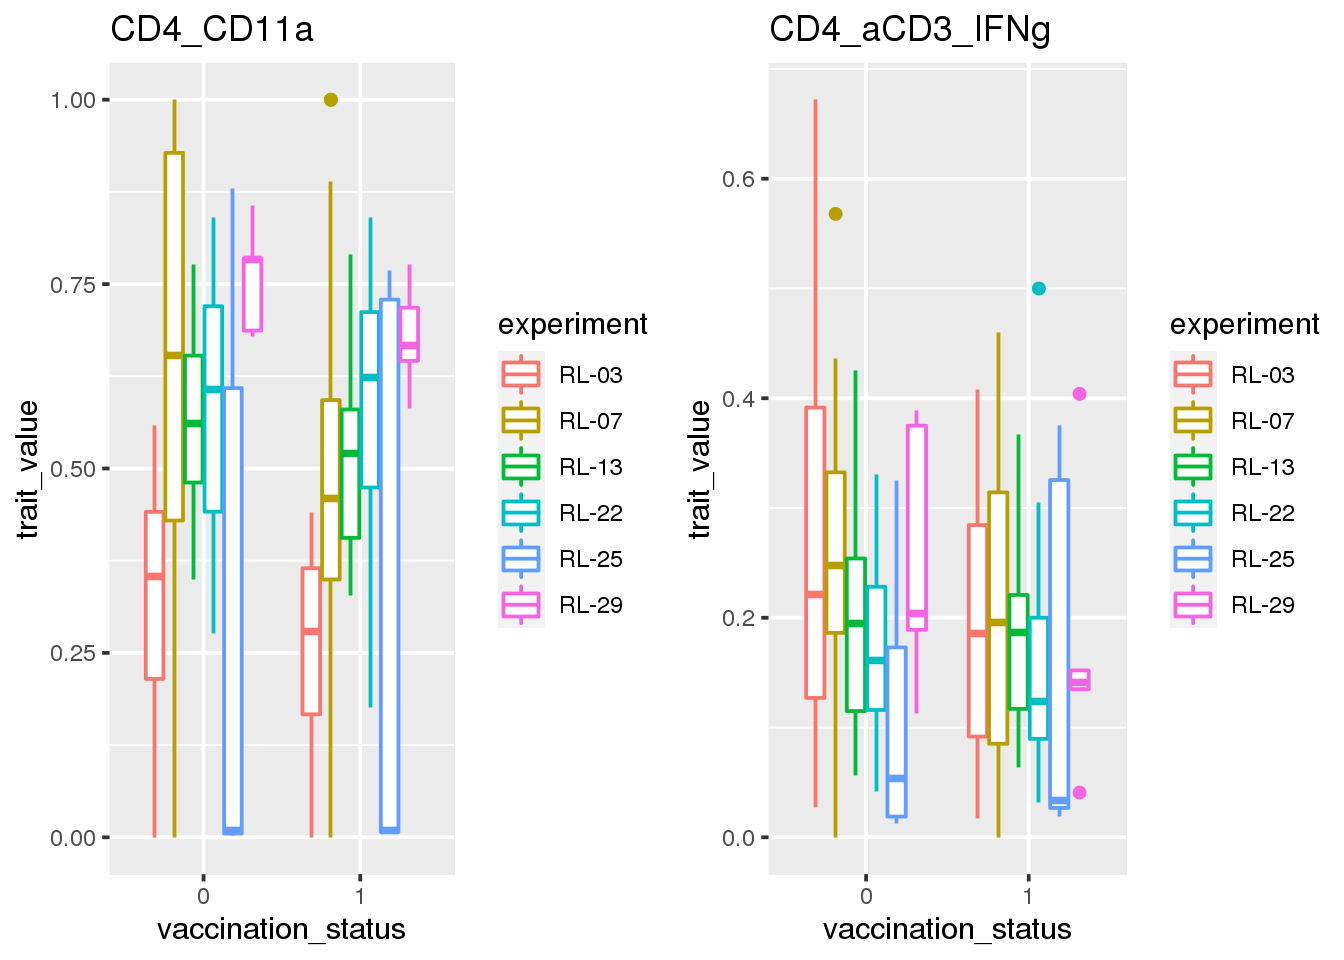 CD4_CD11a
trait_value
1.00
0.75
0.50
0.25
0.00
0
1
vaccination_status
experiment
RL-03
RL-07
RL-13
RL-22
RL-25
RL-29
CD4_aCD3_IFNg
trait_value
0.6
0.4
0.2
0.0
0
1
vaccination_status
experiment
RL-03
RL-07
RL-13
RL-22
RL-25
RL-29